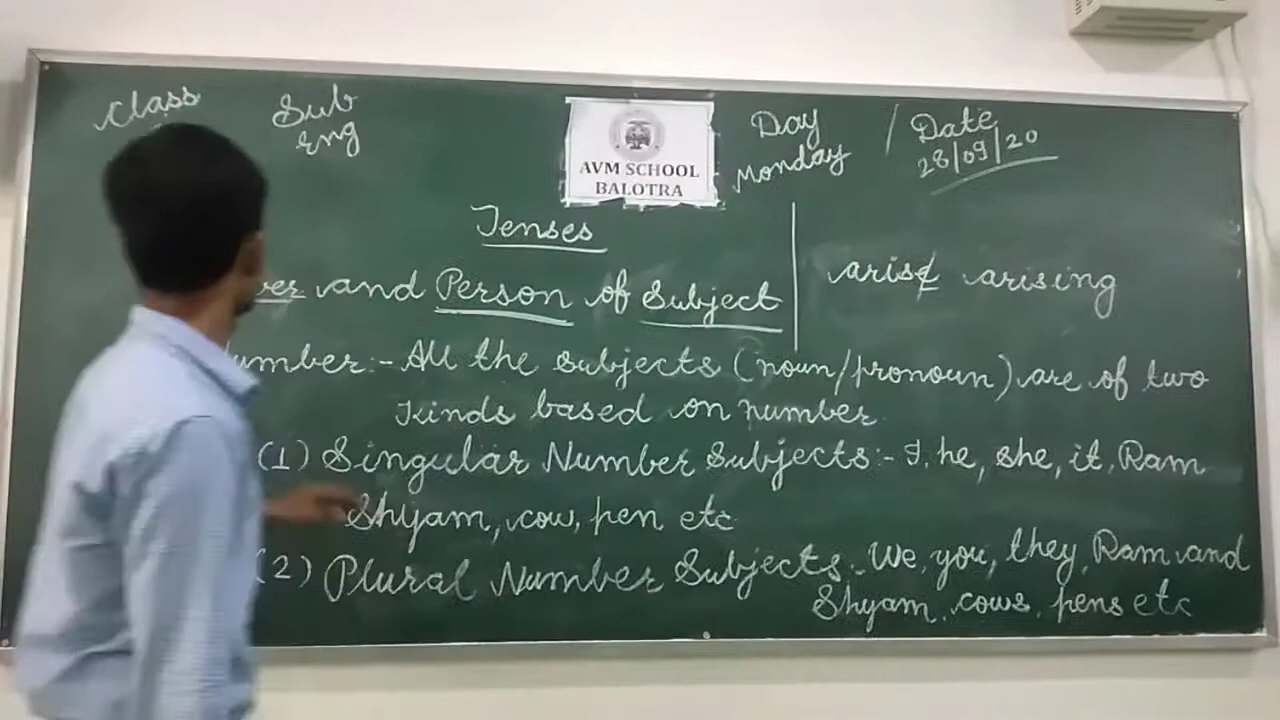 Class
Sub
Eng
AVM SCHOOL
BALOTRA
Day
Monday
/
Date
28/09/20
Tenses
and Person of Subject
arise arising
umber:- All the subjects (noun/pronoun) are of two
kinds based on number.
(1) Singular Number Subjects:- I, he, she, it, Ram
Shyam, cow, pen etc
(2) Plural Number Subjects:- We, you, they, Ram and
Shyam, cows, pens etc